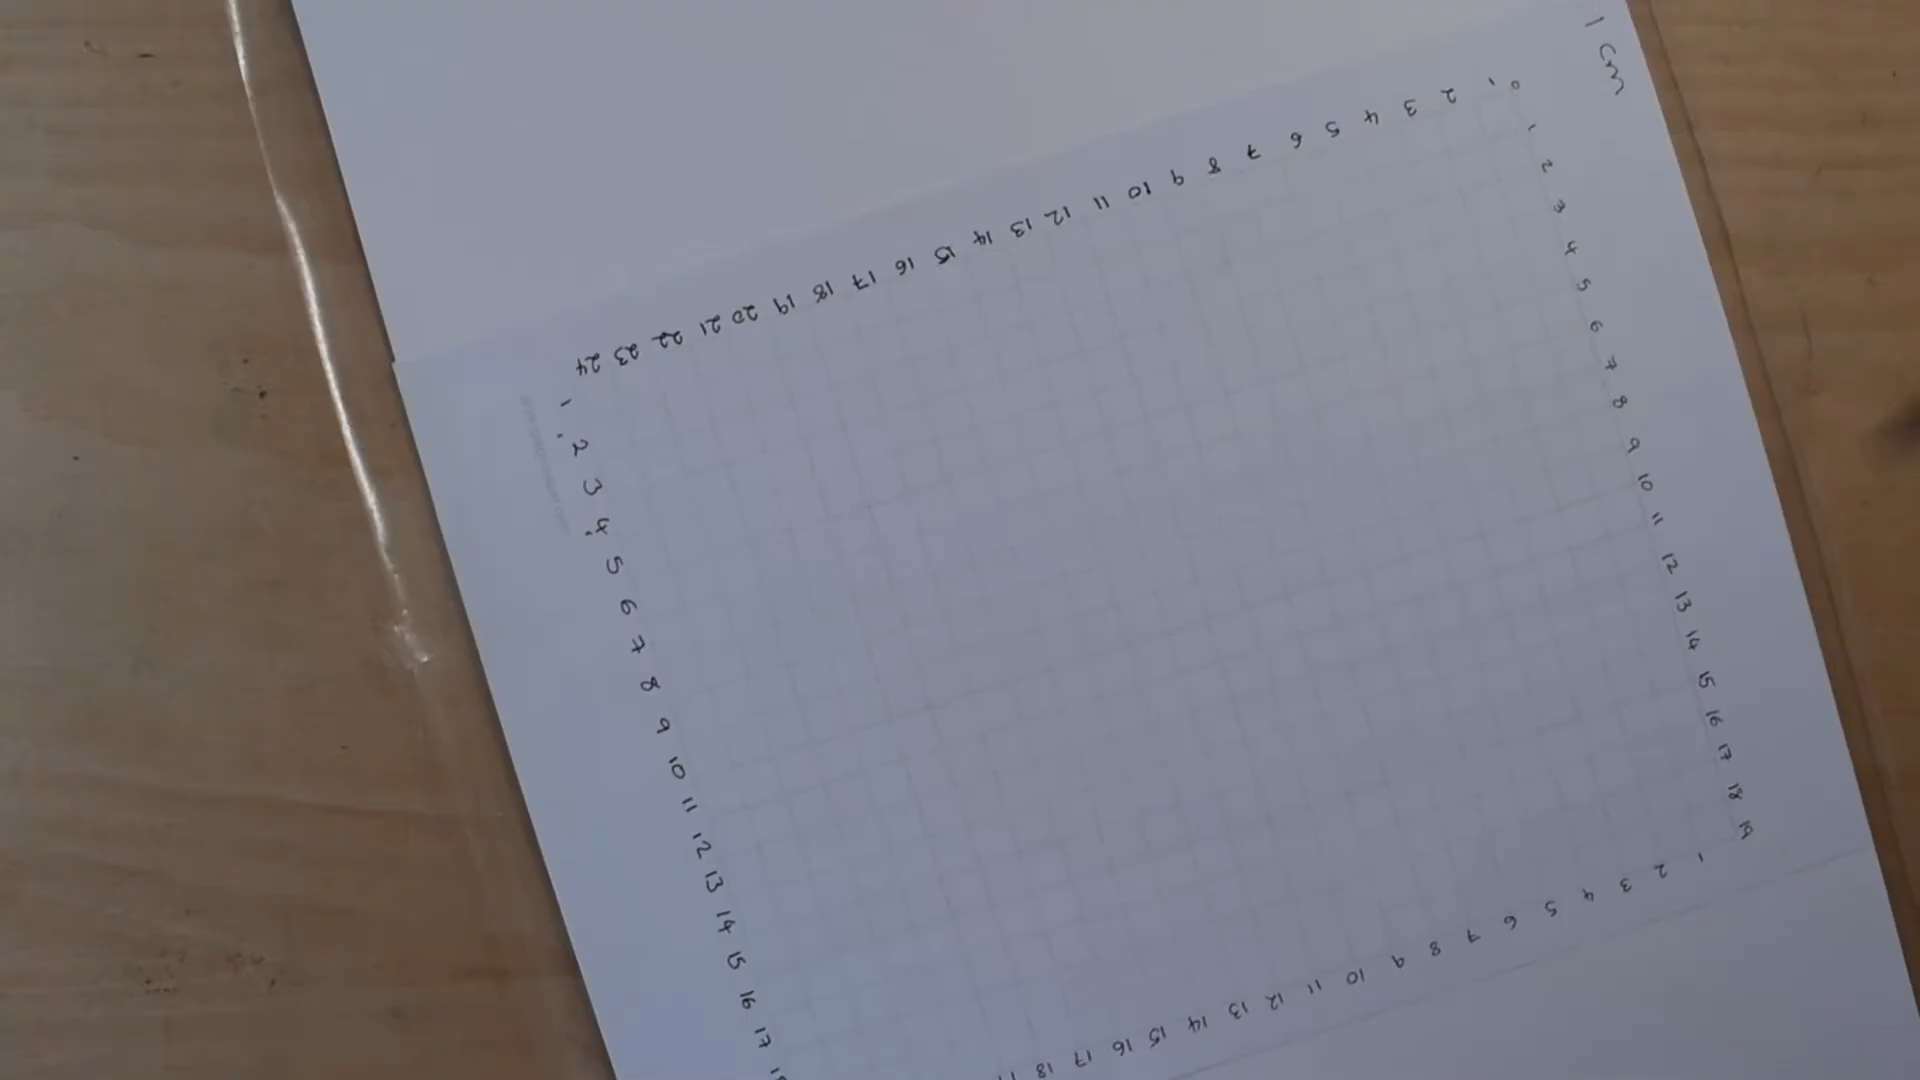 1 cm
0 1 2 3 4 5 6 7 8 9 10 11 12 13 14 15 16 17 18 19 20 21 22 23 24
1 2 3 4 5 6 7 8 9 10 11 12 13 14 15 16 17 18 19
1 2 3 4 5 6 7 8 9 10 11 12 13 14 15 16 17
1 2 3 4 5 6 7 8 9 10 11 12 13 14 15 16 17 18